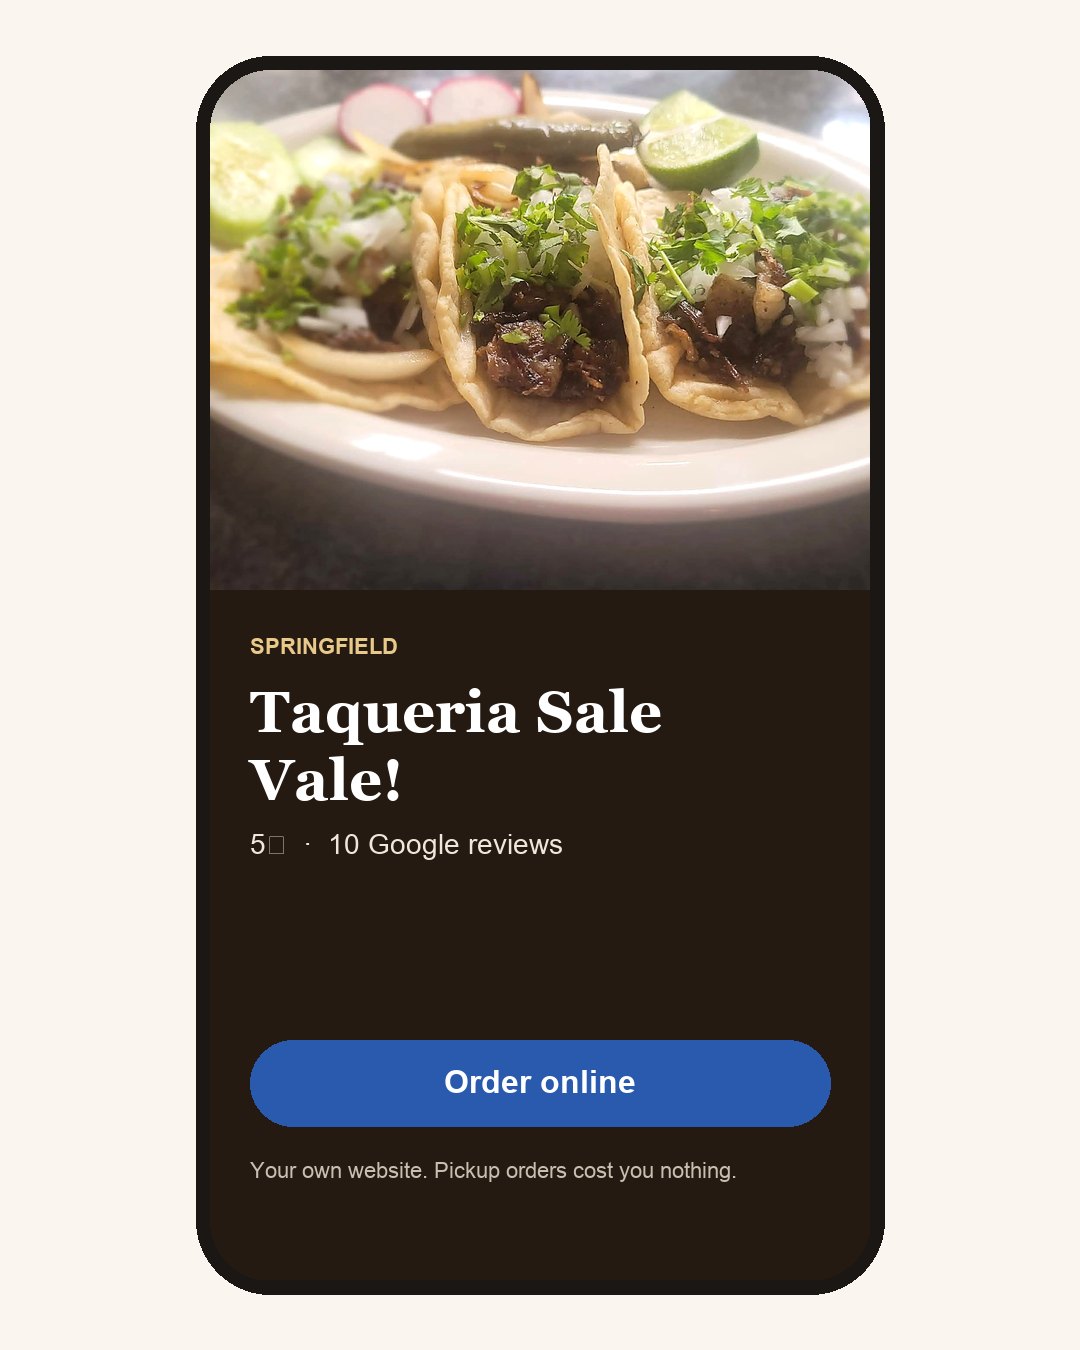 SPRINGFIELD
Taqueria Sale
Vale!
5□ · 10 Google reviews
Order online
Your own website. Pickup orders cost you nothing.